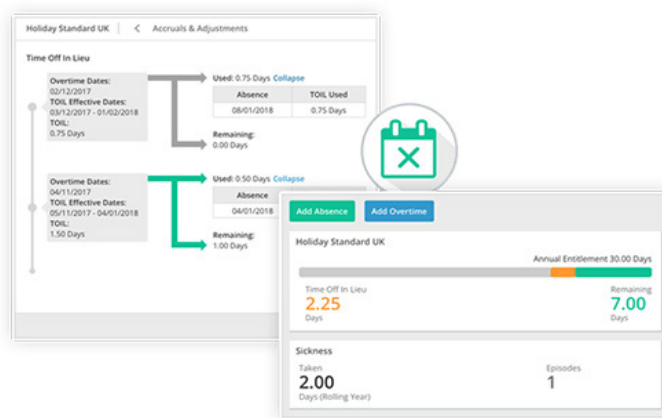 Holiday Standard UK | < Accruals & Adjustments
Time Off In Lieu
Overtime Dates:
02/12/2017
TOIL Effective Dates:
03/12/2017 - 01/02/2018
TOIL:
0.75 Days
Used: 0.75 Days Collapse
Absence TOIL Used
08/01/2018 0.75 Days
Remaining:
0.00 Days
Overtime Dates:
04/11/2017
TOIL Effective Dates:
05/11/2017 - 04/01/2018
TOIL:
1.50 Days
Used: 0.50 Days Collapse
Absence
04/01/2018
Remaining:
1.00 Days
Add Absence Add Overtime
Holiday Standard UK
Annual Entitlement 30.00 Days
Time Off In Lieu Remaining
2.25 7.00
Days Days
Sickness
Taken Episodes
2.00 1
Days (Rolling Year)